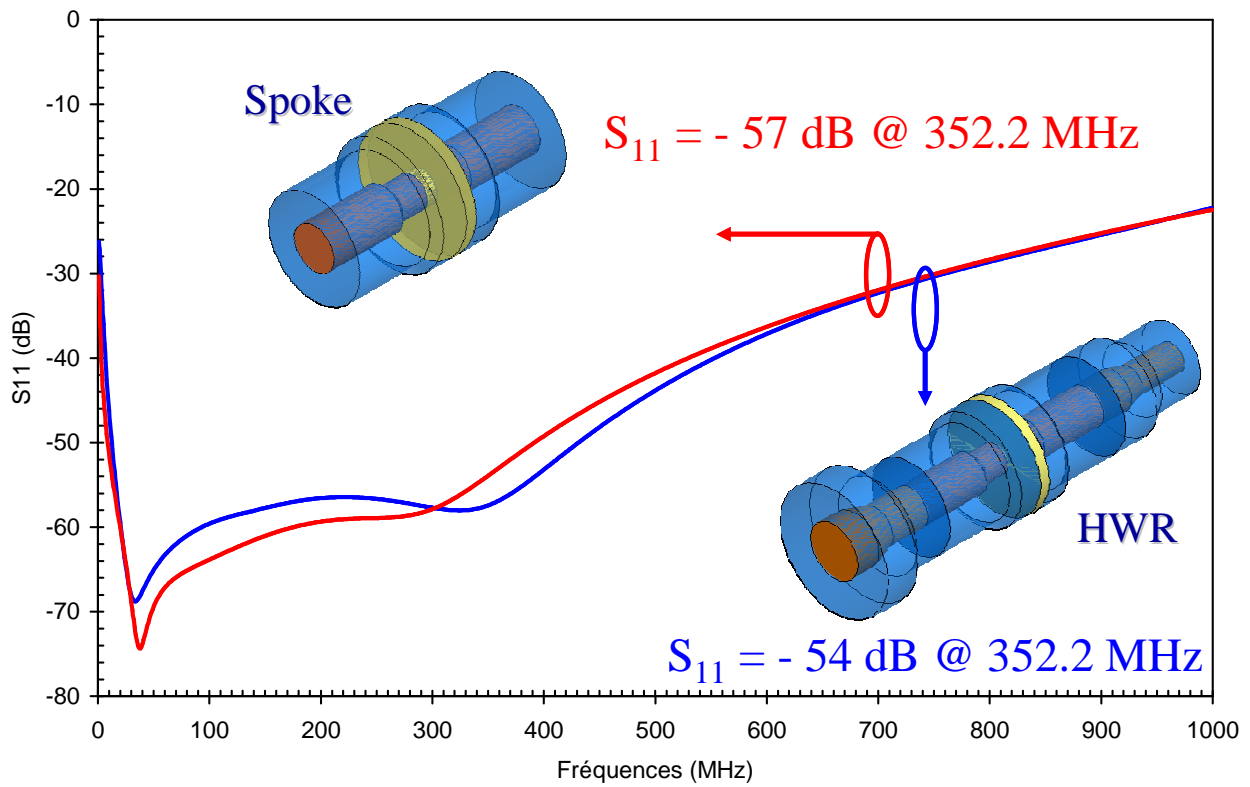 0
-10
-20
-30
-40
-50
-60
-70
-80
S11 (dB)
Spoke
S₁₁ = - 57 dB @ 352.2 MHz
HWR
S₁₁ = - 54 dB @ 352.2 MHz
0 100 200 300 400 500 600 700 800 900 1000
Fréquences (MHz)